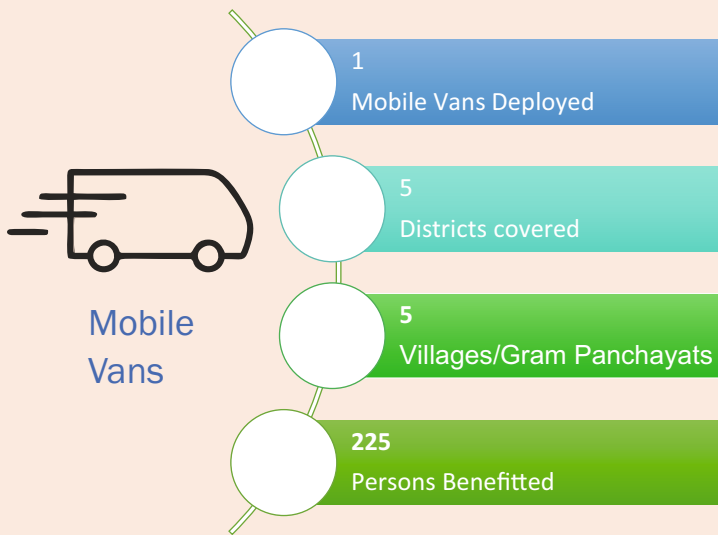 Mobile
Vans
1
Mobile Vans Deployed
5
Districts covered
5
Villages/Gram Panchayats
225
Persons Benefitted